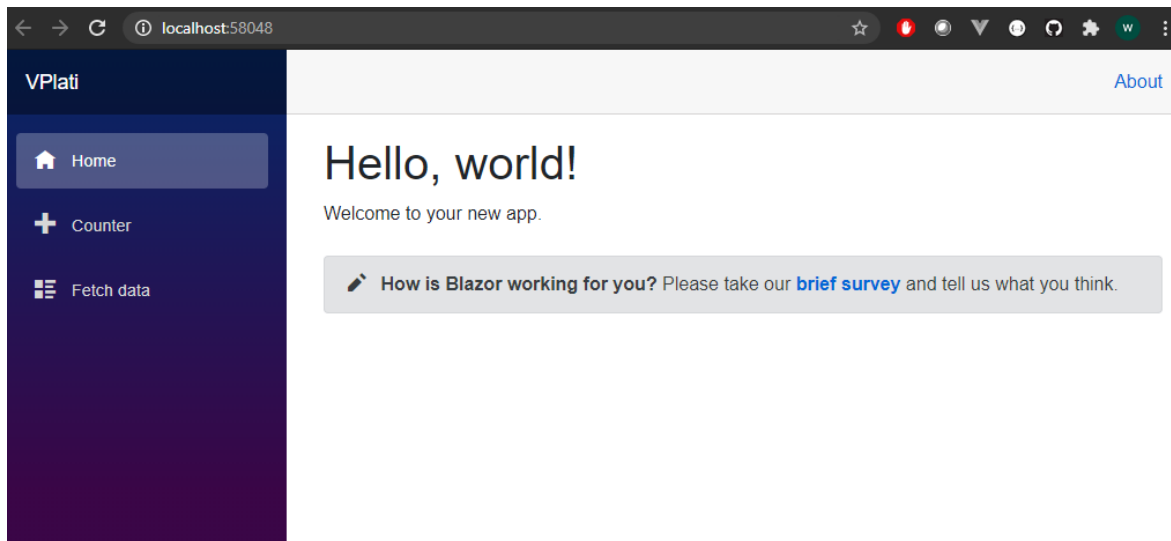 localhost:58048
W
VPlati
About
Home
Counter
Fetch data
Hello, world!
Welcome to your new app.
How is Blazor working for you? Please take our brief survey and tell us what you think.